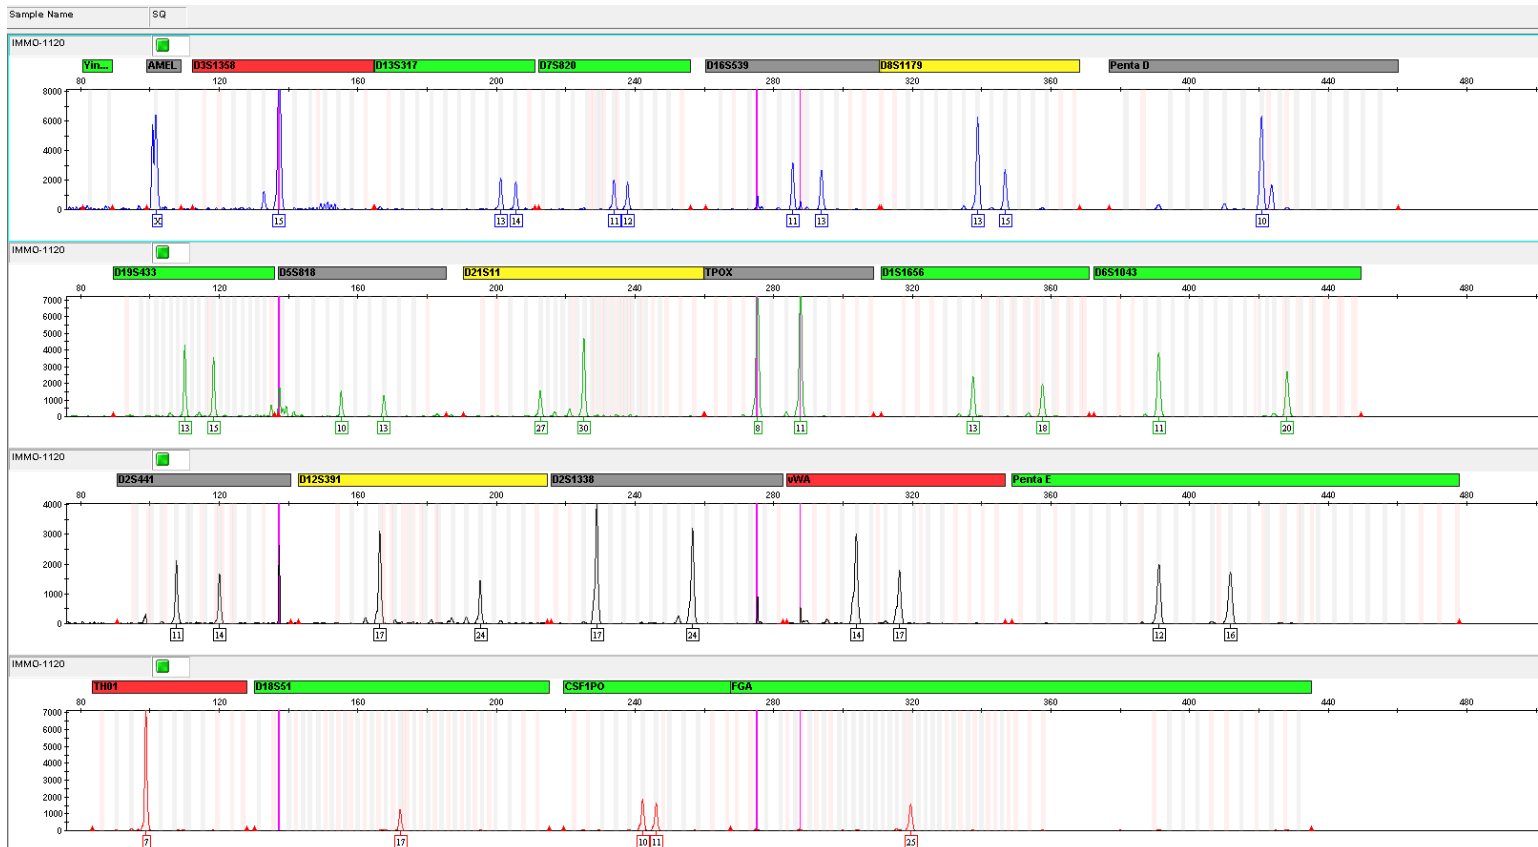 Sample Name SQ
IMMO-1120
Yin... AMEL D3S1358 D13S317 D7S820 D16S539 D8S1179 Penta D
80 120 160 200 240 280 320 360 400 440 480
8000
6000
4000
2000
0
15 13 14 11 12 11 13 13 15 10
IMMO-1120
D19S433 D5S818 D21S11 TPOX D1S1656 D6S1043
80 120 160 200 240 280 320 360 400 440 480
7000
6000
5000
4000
3000
2000
1000
0
13 15 10 13 27 30 8 11 13 18 11 20
IMMO-1120
D2S441 D12S391 D2S1338 vWA Penta E
80 120 160 200 240 280 320 360 400 440 480
4000
3000
2000
1000
0
11 14 17 24 17 24 14 17 12 16
IMMO-1120
TH01 D18S51 CSF1PO FGA
80 120 160 200 240 280 320 360 400 440 480
7000
6000
5000
4000
3000
2000
1000
0
7 17 10 11 25